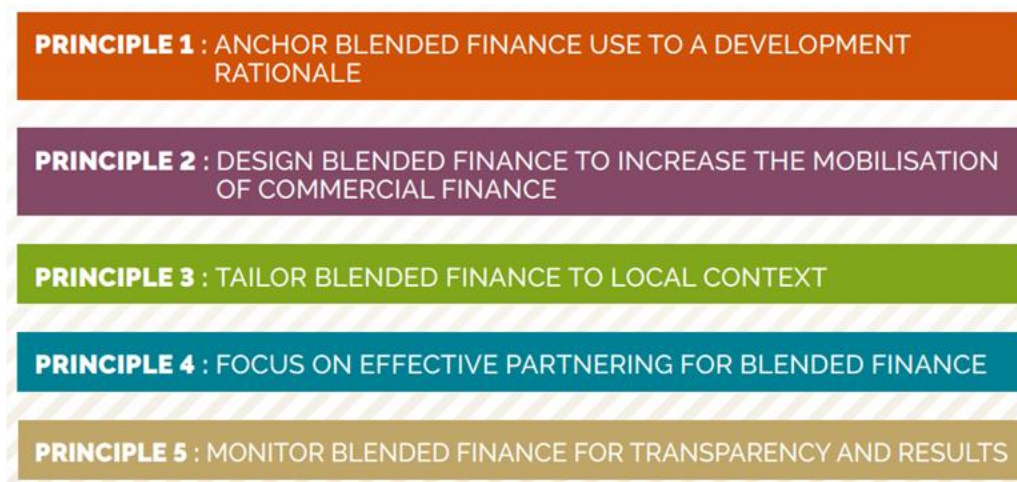 PRINCIPLE 1 : ANCHOR BLENDED FINANCE USE TO A DEVELOPMENT
RATIONALE
PRINCIPLE 2 : DESIGN BLENDED FINANCE TO INCREASE THE MOBILISATION
OF COMMERCIAL FINANCE
PRINCIPLE 3 : TAILOR BLENDED FINANCE TO LOCAL CONTEXT
PRINCIPLE 4 : FOCUS ON EFFECTIVE PARTNERING FOR BLENDED FINANCE
PRINCIPLE 5 : MONITOR BLENDED FINANCE FOR TRANSPARENCY AND RESULTS